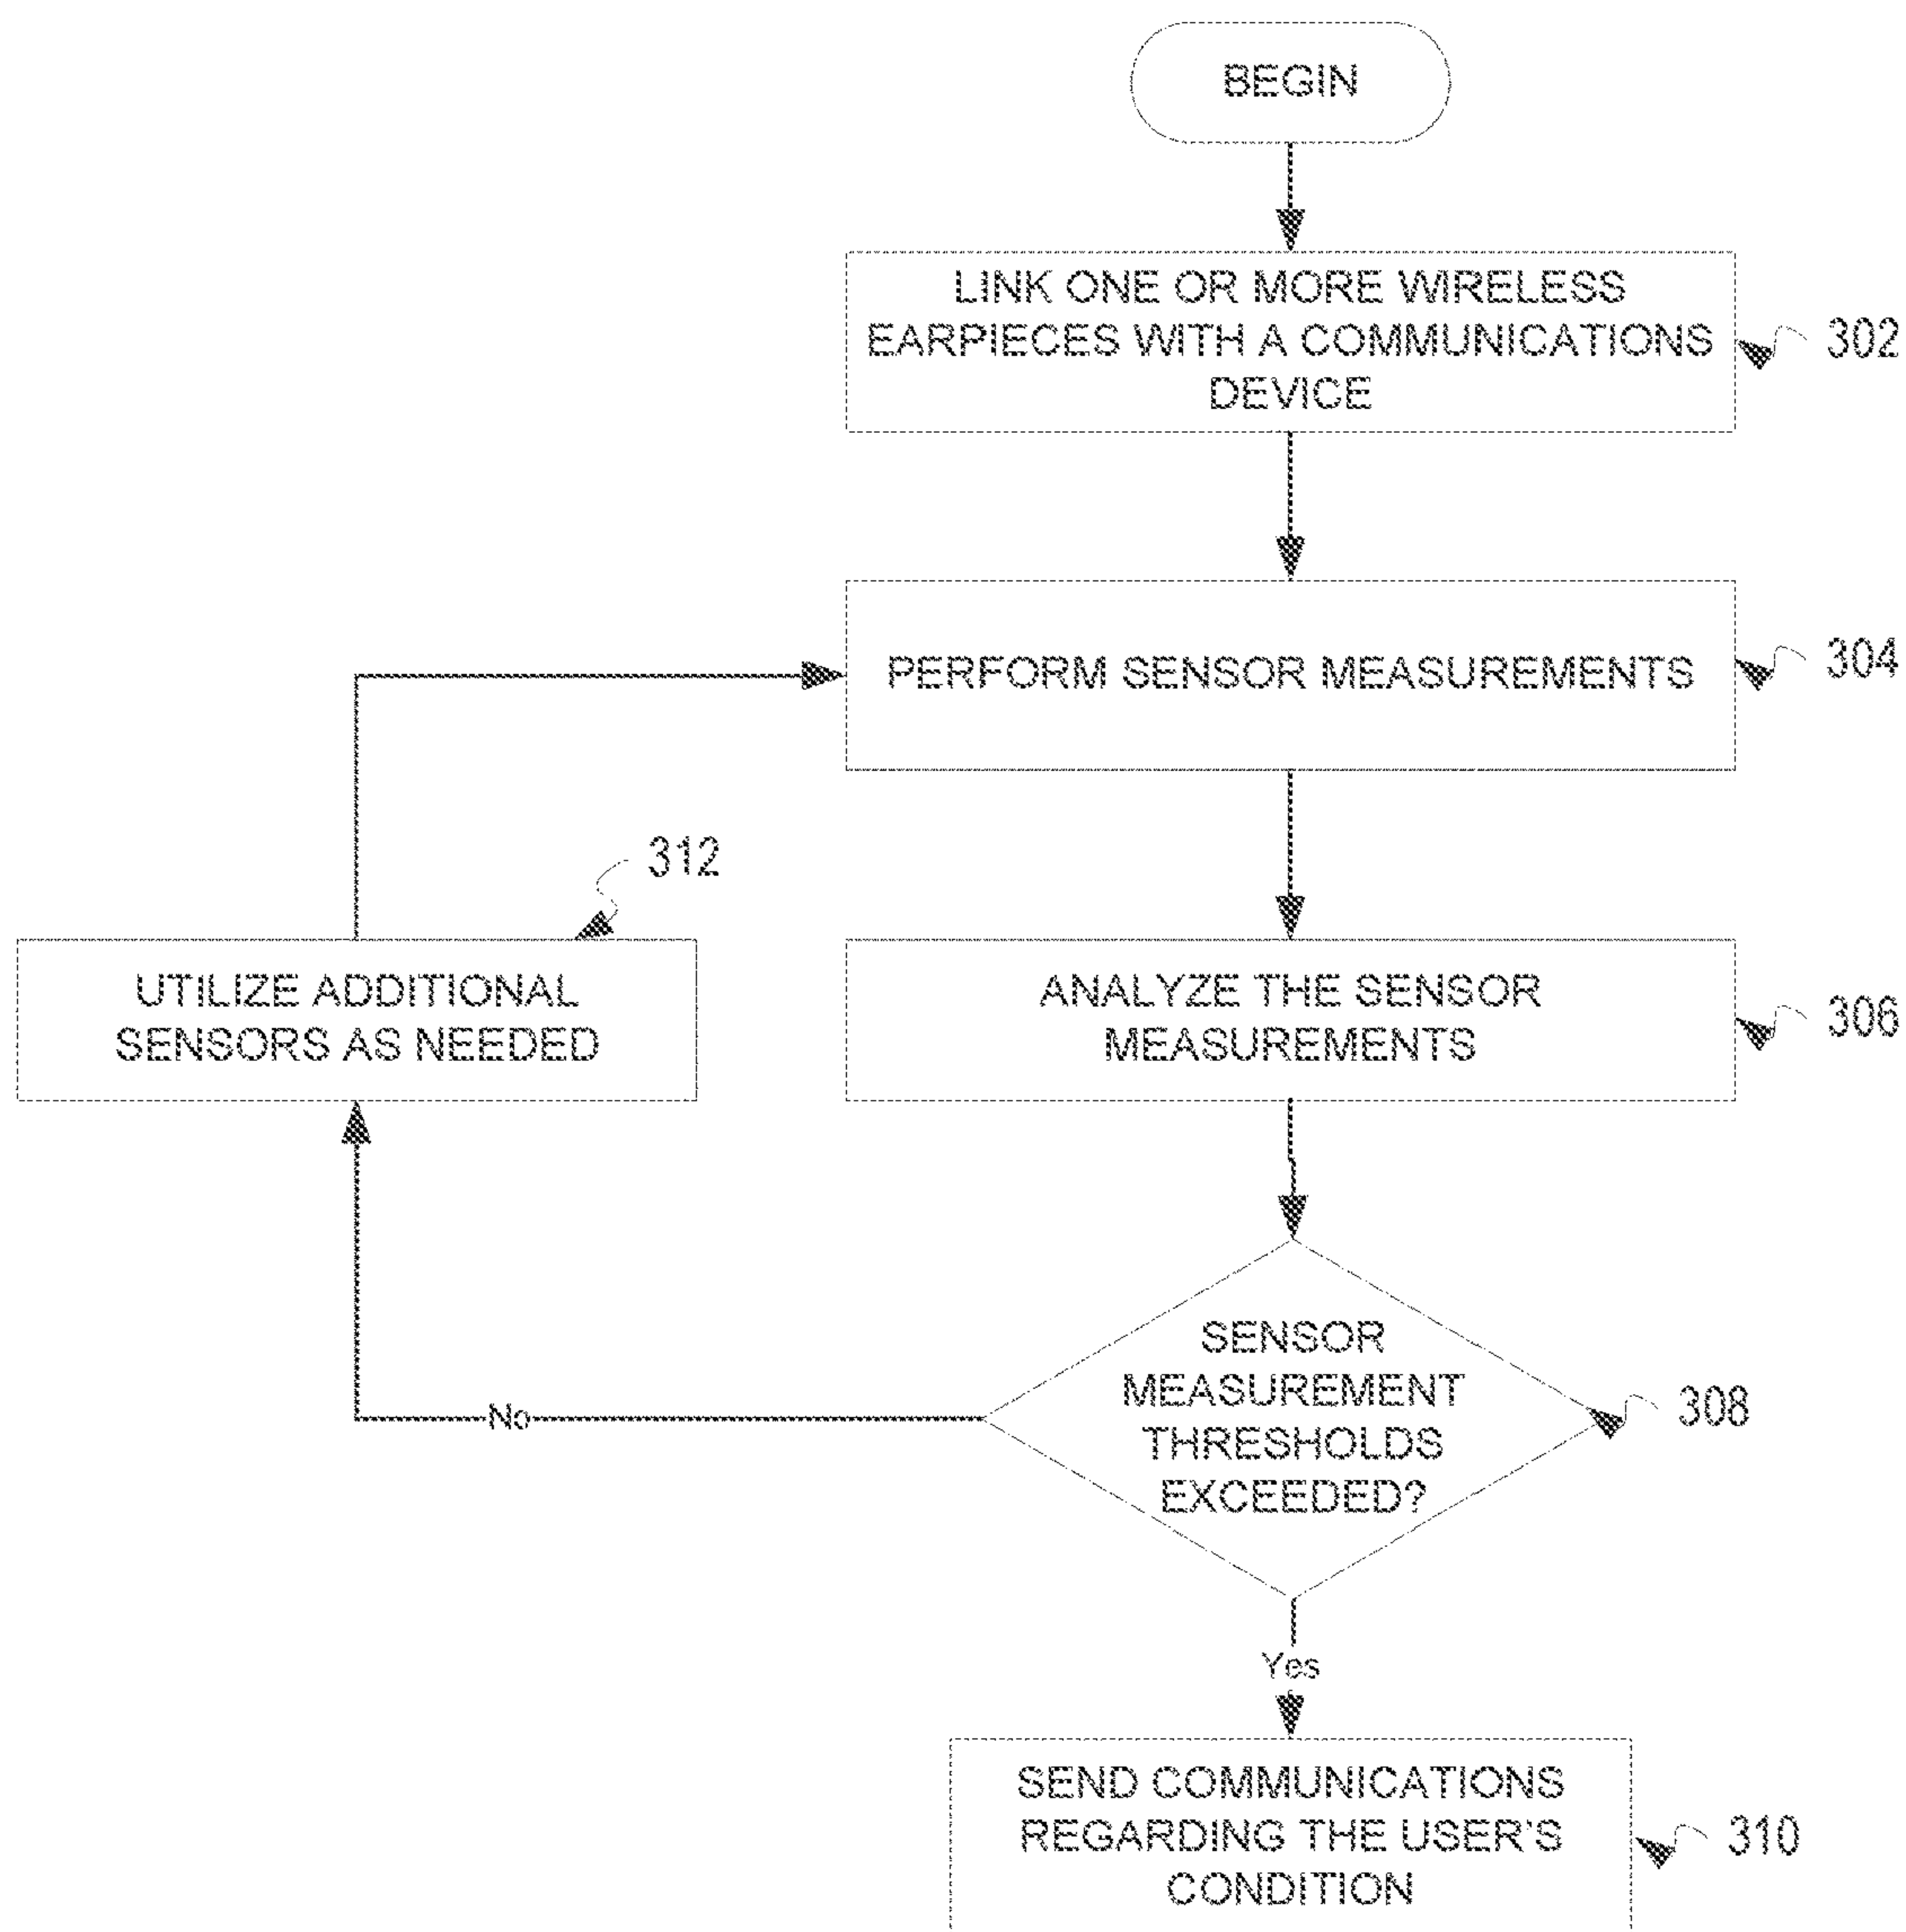 BEGIN
LINK ONE OR MORE WIRELESS
EARPIECES WITH A COMMUNICATIONS
DEVICE
302
PERFORM SENSOR MEASUREMENTS
304
312
UTILIZE ADDITIONAL
SENSORS AS NEEDED
ANALYZE THE SENSOR
MEASUREMENTS
306
SENSOR
MEASUREMENT
THRESHOLDS
EXCEEDED?
308
No
Yes
SEND COMMUNICATIONS
REGARDING THE USER'S
CONDITION
310